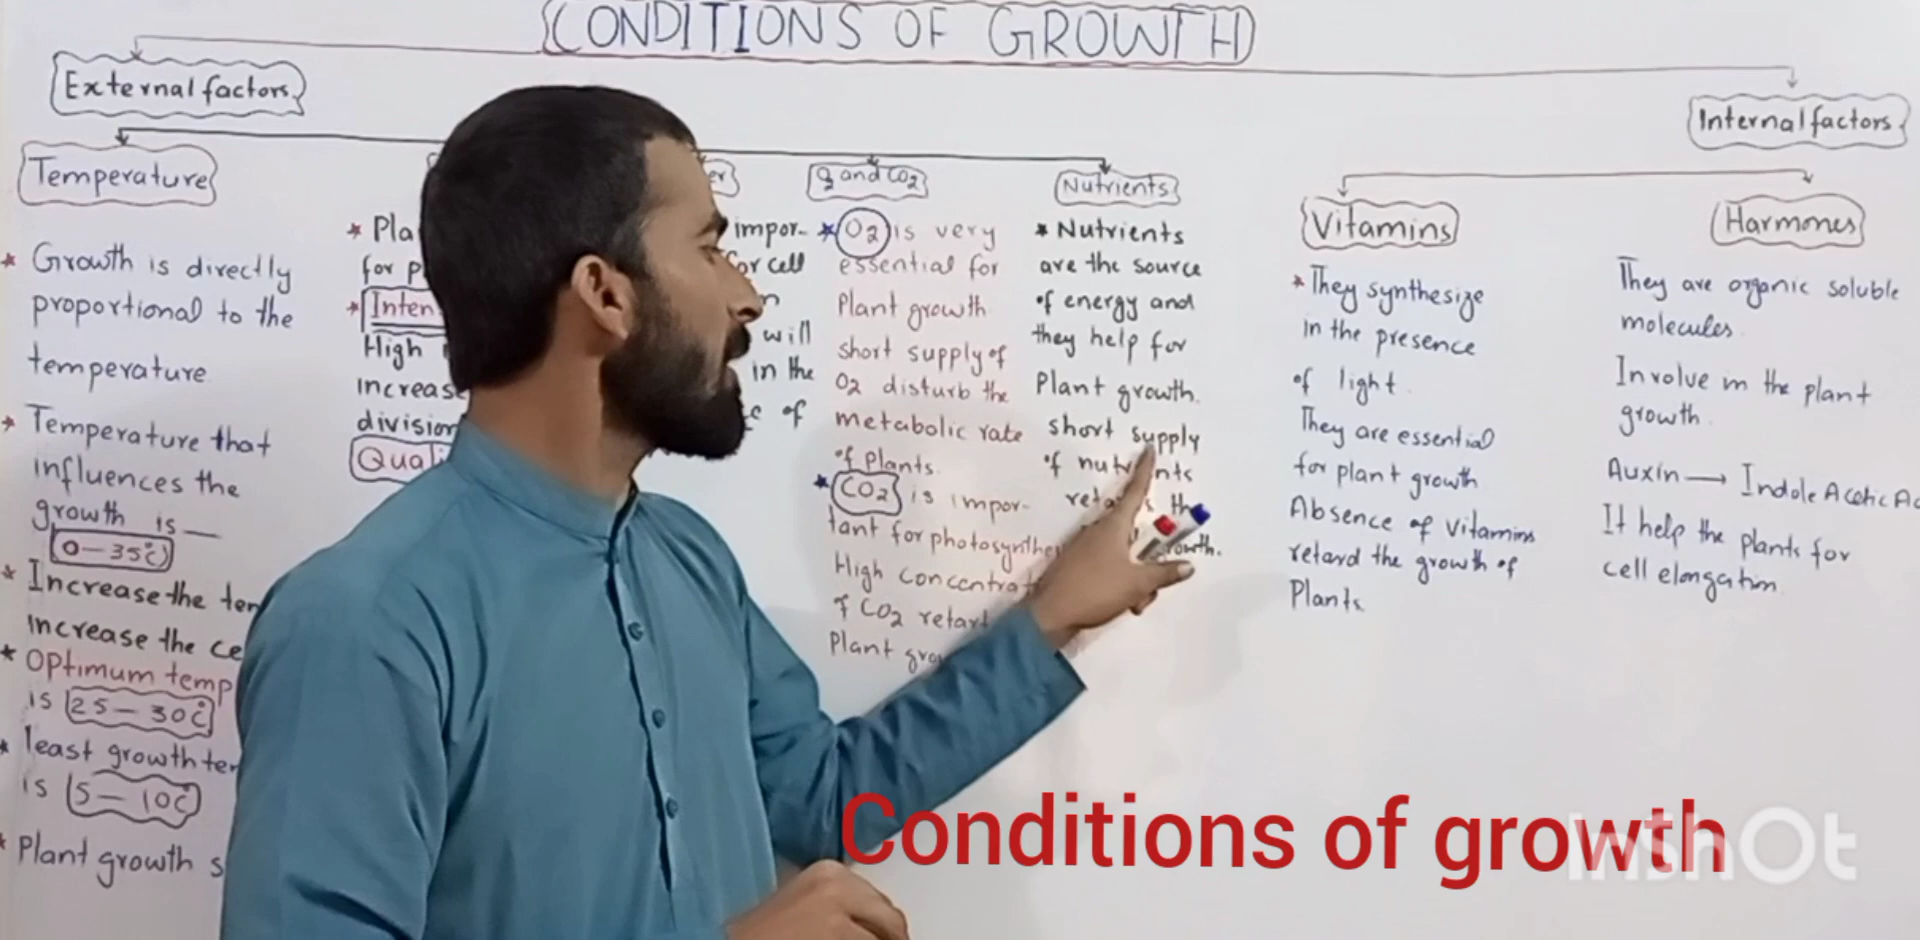 CONDITIONS OF GROWTH
External factors
Internal factors
Temperature
* Growth is directly
proportional to the
temperature
* Temperature that
influences the
growth is —
0 – 35°C
* Increase the
increase the
* Optimum temp
is 25 – 30°C
* least growth
is 5 – 10°C
* Plant growth
for
High
division
impor-
for cell
will
in the
of
O2 and CO2
* O2 is very
essential for
Plant growth
short supply of
O2 disturb the
metabolic rate
of Plants.
* CO2 is impor-
tant for
High
of CO2
Plant
Nutrients
* Nutrients
are the source
of energy and
they help for
Plant growth.
short supply
of
Vitamins
* They synthesize
in the presence
of light.
They are essential
for plant growth
Absence of vitamins
retard the growth of
Plants.
Harmones
They are organic soluble
molecules.
Involve in the plant
growth.
Auxin → Indole Acetic
It help the plants for
cell elongation
Conditions of growth
InShOt